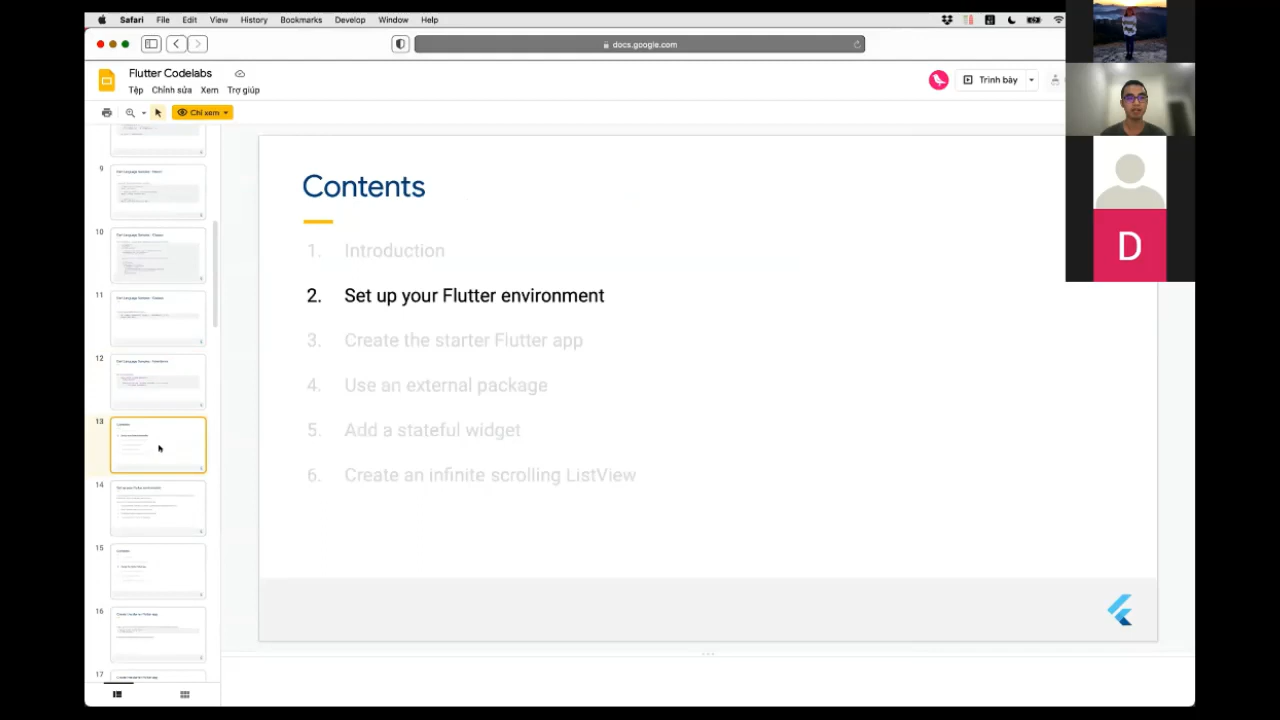 Safari File Edit View History Bookmarks Develop Window Help
docs.google.com
Flutter Codelabs
Tệp Chỉnh sửa Xem Trợ giúp
Trình bày
Chỉ xem
9
10
11
12
13
14
15
16
17
Contents
1. Introduction
2. Set up your Flutter environment
3. Create the starter Flutter app
4. Use an external package
5. Add a stateful widget
6. Create an infinite scrolling ListView
D